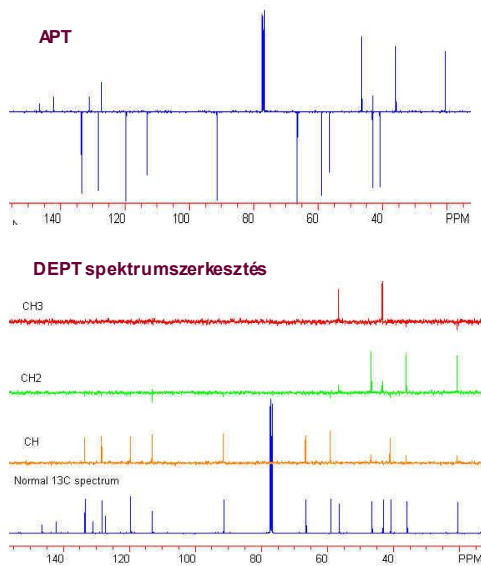 APT
140 120 100 80 60 40 PPM
DEPT spektrumszerkesztés
CH3
CH2
CH
Normal 13C spectrum
140 120 100 80 60 40 PPM